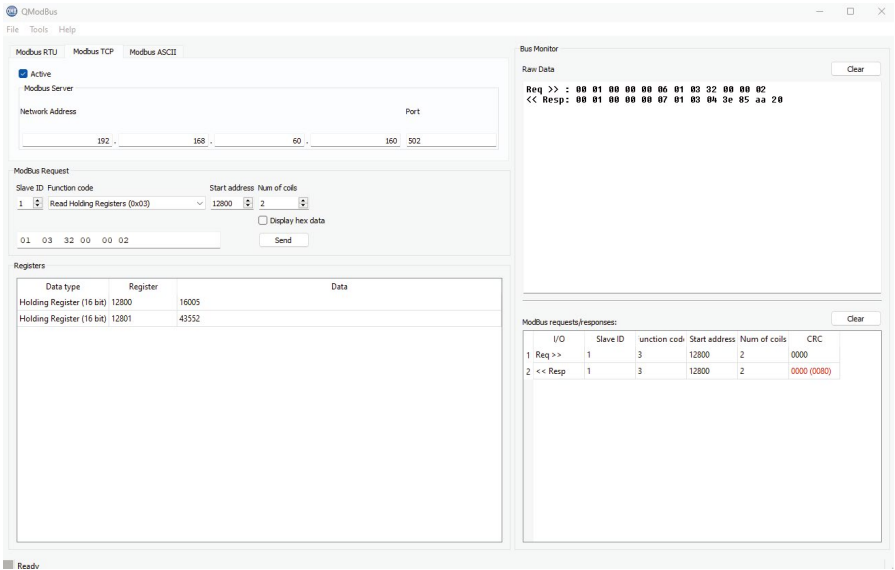 QModBus
File Tools Help
Modbus RTU Modbus TCP Modbus ASCII
Active
Modbus Server
Network Address Port
192 . 168 . 60 . 160 502
ModBus Request
Slave ID Function code Start address Num of coils
1 Read Holding Registers (0x03) 12800 2
Display hex data
01 03 32 00 00 02 Send
Registers
Data type Register Data
Holding Register (16 bit) 12800 16005
Holding Register (16 bit) 12801 43552
Bus Monitor
Raw Data Clear
Req >> : 00 01 00 00 00 06 01 03 32 00 00 02
<< Resp: 00 01 00 00 00 07 01 03 04 3e 85 aa 20
ModBus requests/responses: Clear
I/O Slave ID unction code Start address Num of coils CRC
1 Req >> 1 3 12800 2 0000
2 << Resp 1 3 12800 2 0000 (0080)
Ready